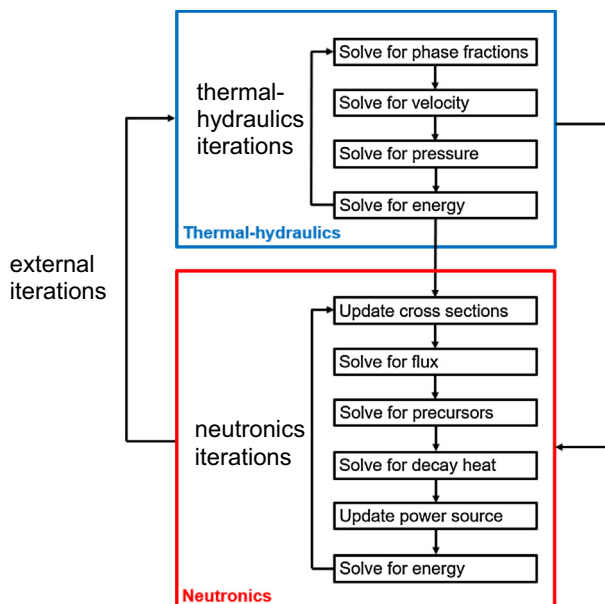 Solve for phase fractions
thermal-
hydraulics
iterations
Solve for velocity
Solve for pressure
Solve for energy
Thermal-hydraulics
external
iterations
Update cross sections
Solve for flux
Solve for precursors
neutronics
iterations
Solve for decay heat
Update power source
Solve for energy
Neutronics